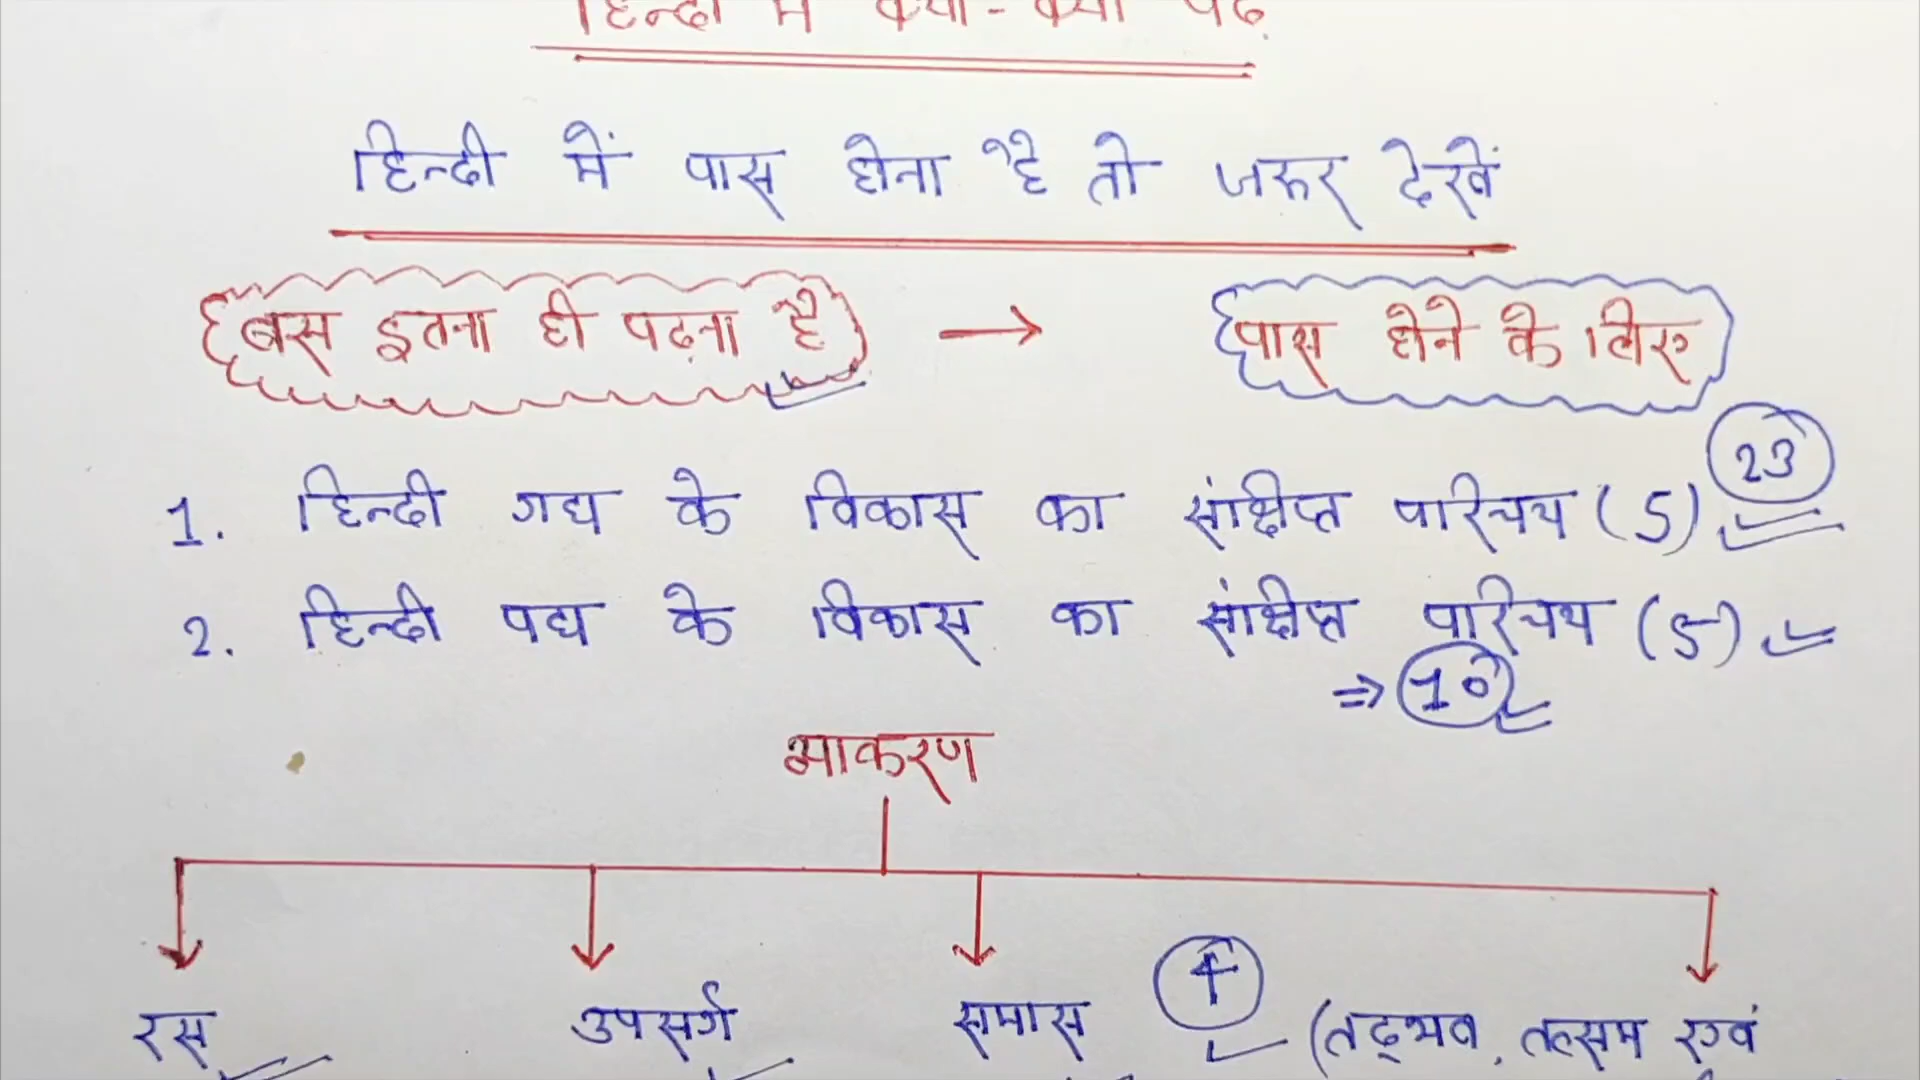 हिन्दी में क्या-क्या पढ़
हिन्दी में पास होना है तो जरुर देखें
बस इतना ही पढ़ना है → पास होने के लिए
23
1. हिन्दी गद्य के विकास का संक्षिप्त परिचय (5)
2. हिन्दी पद्य के विकास का संक्षिप्त परिचय (5)
⇒ 10
व्याकरण
रस उपसर्ग समास (तद्भव, तत्सम एवं